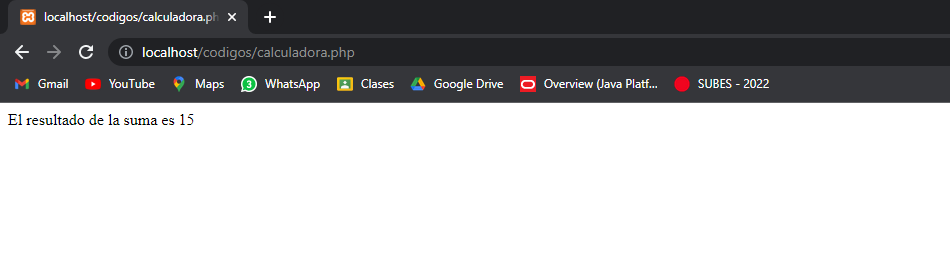 localhost/codigos/calculadora.ph
localhost/codigos/calculadora.php
Gmail YouTube Maps 3 WhatsApp Clases Google Drive Overview (Java Platf... SUBES - 2022
El resultado de la suma es 15